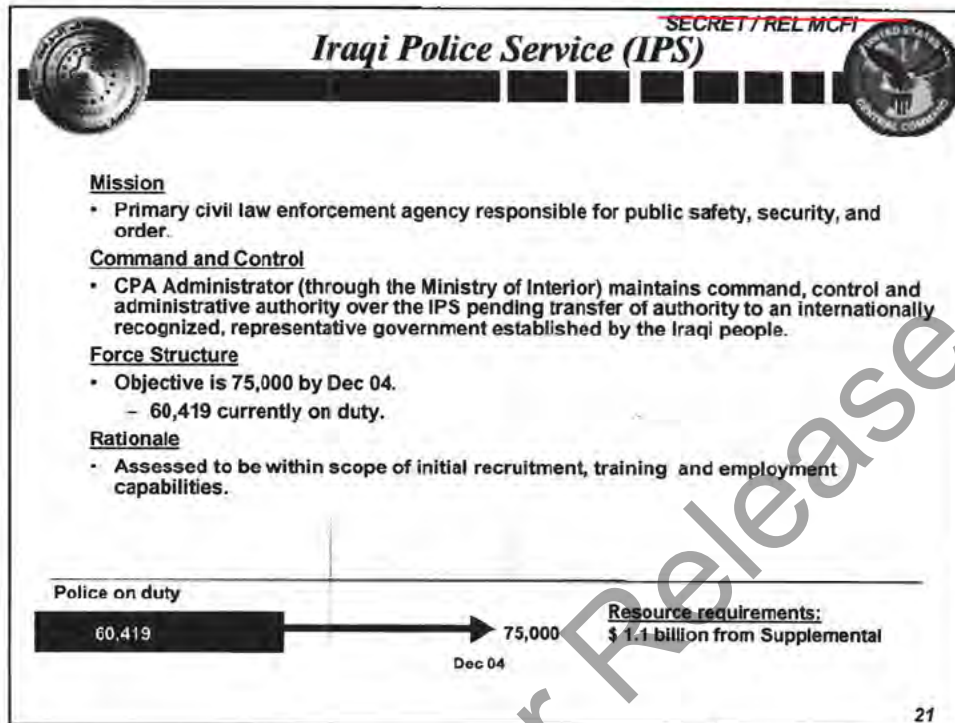 SECRET / REL MCFI
Iraqi Police Service (IPS)
UNITED STATES
CENTRAL COMMAND
Mission
• Primary civil law enforcement agency responsible for public safety, security, and
order.
Command and Control
• CPA Administrator (through the Ministry of Interior) maintains command, control and
administrative authority over the IPS pending transfer of authority to an internationally
recognized, representative government established by the Iraqi people.
Force Structure
• Objective is 75,000 by Dec 04.
– 60,419 currently on duty.
Rationale
• Assessed to be within scope of initial recruitment, training and employment
capabilities.
Police on duty
60,419
75,000
Dec 04
Resource requirements:
$ 1.1 billion from Supplemental
21
r Release